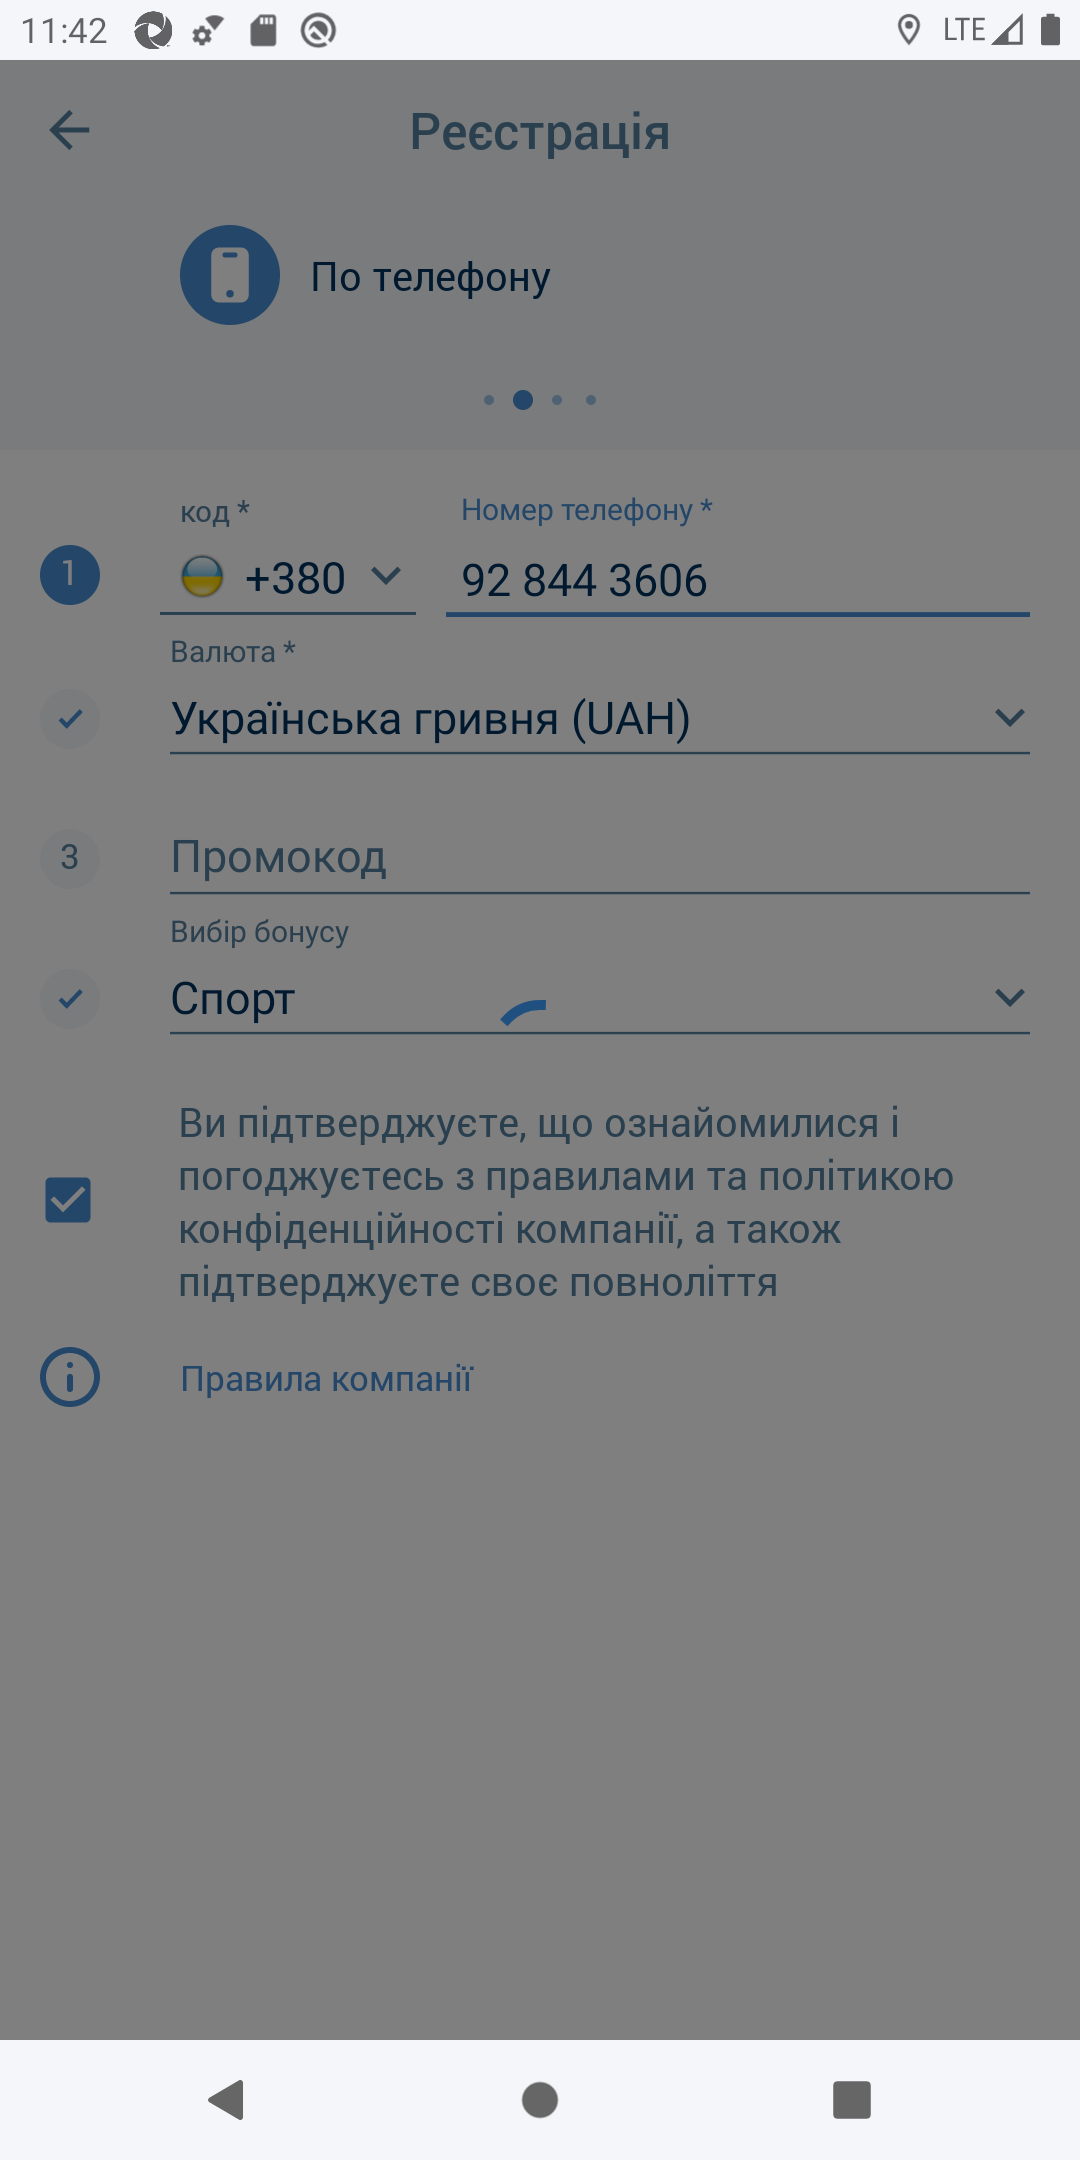 11:42 LTE
Реєстрація
По телефону
код *
Номер телефону *
1
+380
92 844 3606
Валюта *
Українська гривня (UAH)
3
Промокод
Вибір бонусу
Спорт
Ви підтверджуєте, що ознайомилися і
погоджуєтесь з правилами та політикою
конфіденційності компанії, а також
підтверджуєте своє повноліття
Правила компанії